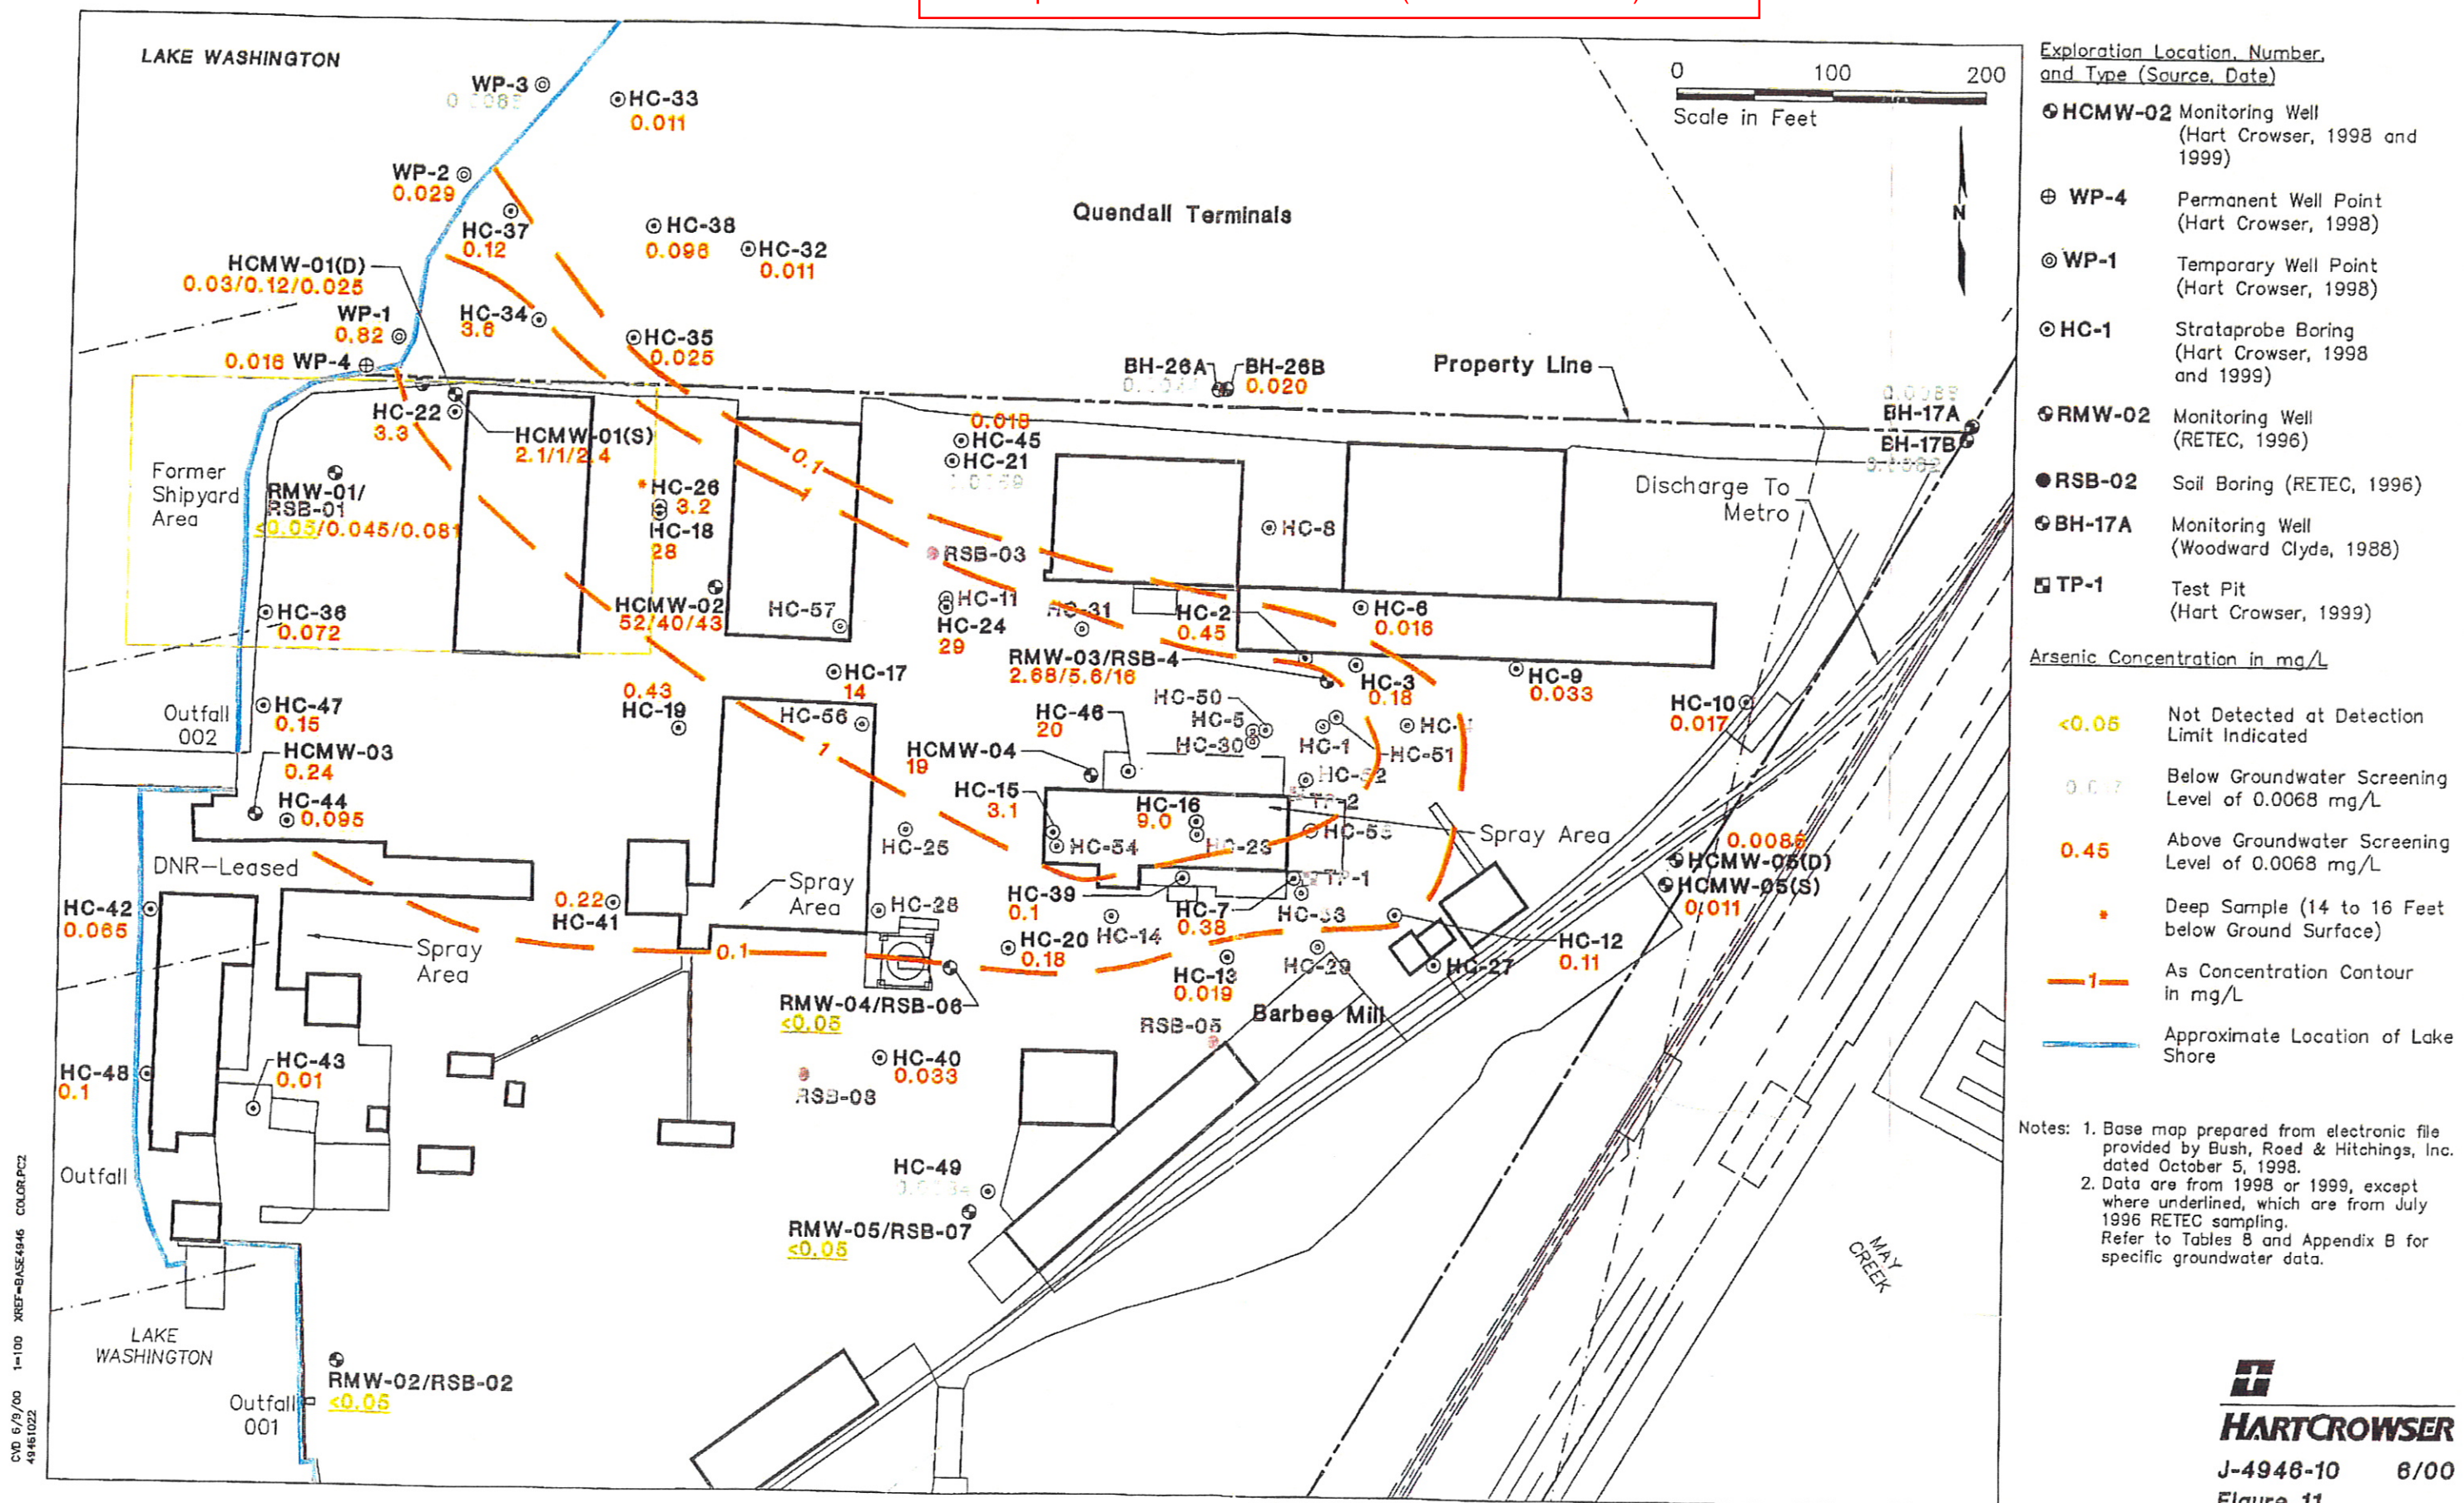 LAKE WASHINGTON
WP-3
HC-33
0.011
WP-2
0.029
HC-37
0.12
HC-38
0.096
HC-32
0.011
Quendall Terminals
0 100 200
Scale in Feet
N
HCMW-01(D)
0.03/0.12/0.025
WP-1
0.82
HC-34
3.6
HC-35
0.025
0.016 WP-4
BH-26A
BH-26B
0.020
Property Line
BH-17A
BH-17B
HC-22
3.3
HCMW-01(S)
2.1/1/2.4
0.1
1
0.018
HC-45
HC-21
Former
Shipyard
Area
RMW-01/
RSB-01
<0.05/0.045/0.081
*HC-26
3.2
HC-18
28
RSB-03
HC-8
Discharge To
Metro
HC-36
0.072
HCMW-02
52/40/43
HC-57
HC-11
HC-24
29
HC-31
HC-2
0.45
HC-6
0.016
RMW-03/RSB-4
2.68/5.6/16
HC-3
0.18
HC-9
0.033
HC-10
0.017
HC-17
14
0.43
HC-19
HC-56
Outfall
002
HC-47
0.15
HC-46
20
HC-50
HC-5
HC-30
HC-1
HC-51
HCMW-03
0.24
HC-44
0.095
1
HCMW-04
19
HC-15
3.1
HC-16
9.0
HC-52
TP-2
HC-54
HC-23
HC-55
Spray Area
HC-25
0.0086
HCMW-05(D)
HCMW-05(S)
0.011
DNR-Leased
Spray
Area
HC-42
0.065
0.22
HC-41
HC-28
HC-39
0.1
HC-7
0.38
TP-1
HC-53
Spray
Area
0.1
HC-20
0.18
HC-14
HC-13
0.019
HC-29
HC-12
0.11
HC-27
RMW-04/RSB-06
<0.05
Barbee Mill
RSB-05
HC-40
0.033
RSB-08
HC-48
0.1
HC-43
0.01
Outfall
HC-49
RMW-05/RSB-07
<0.05
MAY
CREEK
LAKE
WASHINGTON
Outfall
001
RMW-02/RSB-02
<0.05
Exploration Location, Number,
and Type (Source, Date)
HCMW-02 Monitoring Well
(Hart Crowser, 1998 and
1999)
WP-4 Permanent Well Point
(Hart Crowser, 1998)
WP-1 Temporary Well Point
(Hart Crowser, 1998)
HC-1 Strataprobe Boring
(Hart Crowser, 1998
and 1999)
RMW-02 Monitoring Well
(RETEC, 1996)
RSB-02 Soil Boring (RETEC, 1996)
BH-17A Monitoring Well
(Woodward Clyde, 1988)
TP-1 Test Pit
(Hart Crowser, 1999)
Arsenic Concentration in mg/L
<0.05 Not Detected at Detection
Limit Indicated
Below Groundwater Screening
Level of 0.0068 mg/L
0.45 Above Groundwater Screening
Level of 0.0068 mg/L
* Deep Sample (14 to 16 Feet
below Ground Surface)
1 As Concentration Contour
in mg/L
Approximate Location of Lake
Shore
Notes: 1. Base map prepared from electronic file
provided by Bush, Roed & Hitchings, Inc.
dated October 5, 1998.
2. Data are from 1998 or 1999, except
where underlined, which are from July
1996 RETEC sampling.
Refer to Tables 8 and Appendix B for
specific groundwater data.
HARTCROWSER
J-4946-10 6/00
Figure 11
CVD 6/9/00 1=100 XREF=BASE4946 COLOR.PC2
49461022